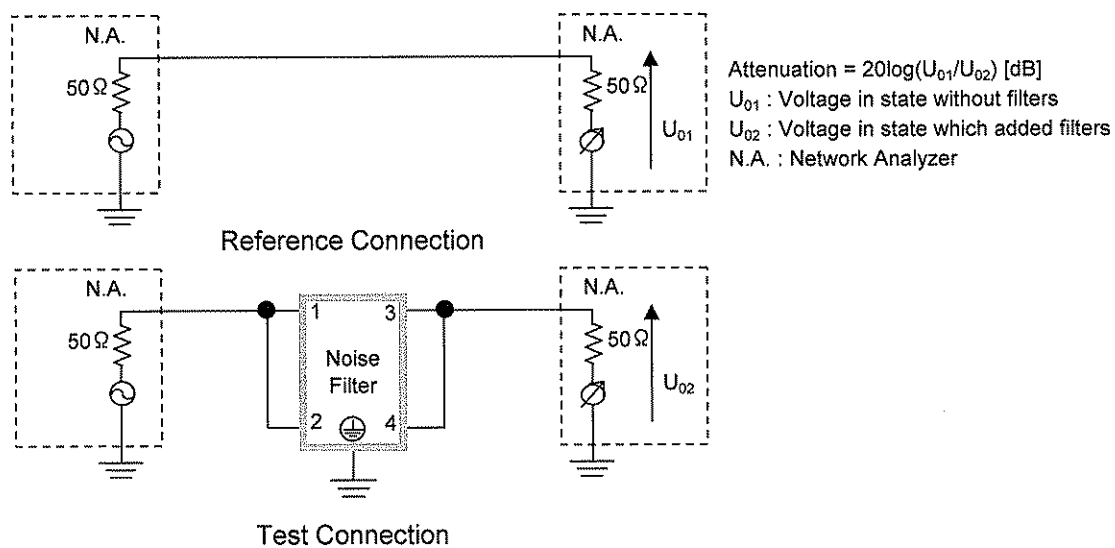 N.A.
N.A.
50Ω
50Ω
U₀₁
Attenuation = 20log(U₀₁/U₀₂) [dB]
U₀₁ : Voltage in state without filters
U₀₂ : Voltage in state which added filters
N.A. : Network Analyzer
Reference Connection
N.A.
N.A.
50Ω
1
3
Noise
Filter
2
4
50Ω
U₀₂
Test Connection